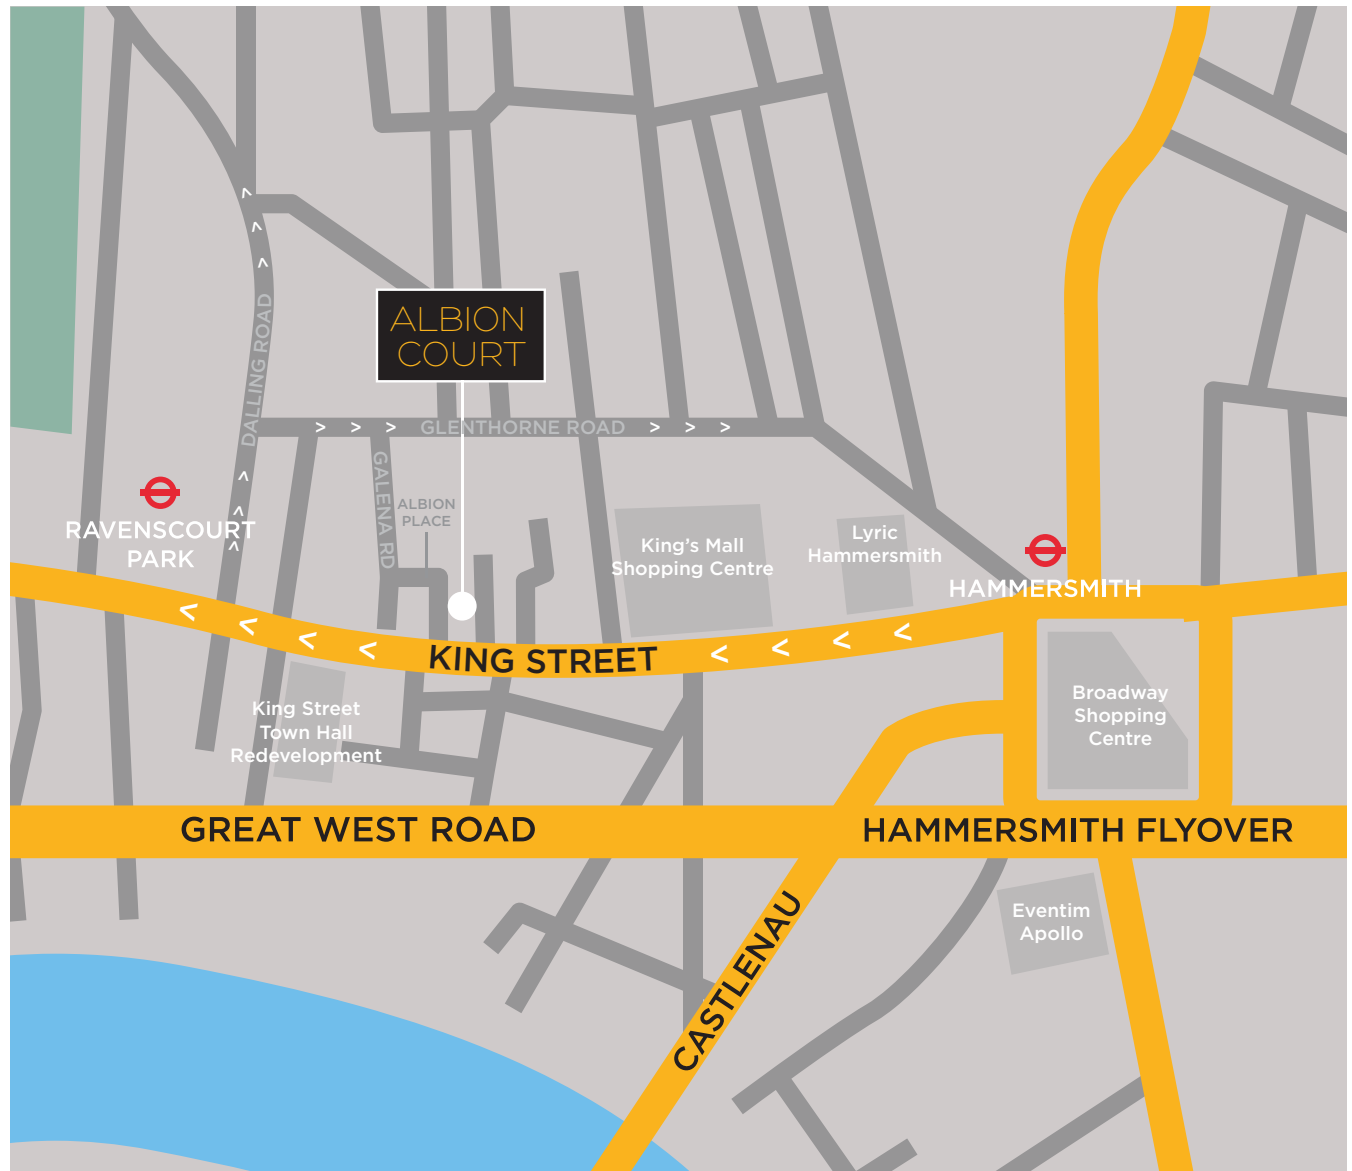 ALBION
COURT
DALLING ROAD
GLENTHORNE ROAD
GALENA RD
ALBION
PLACE
RAVENSCOURT
PARK
King's Mall
Shopping Centre
Lyric
Hammersmith
HAMMERSMITH
KING STREET
King Street
Town Hall
Redevelopment
Broadway
Shopping
Centre
GREAT WEST ROAD
HAMMERSMITH FLYOVER
CASTLENAU
Eventim
Apollo